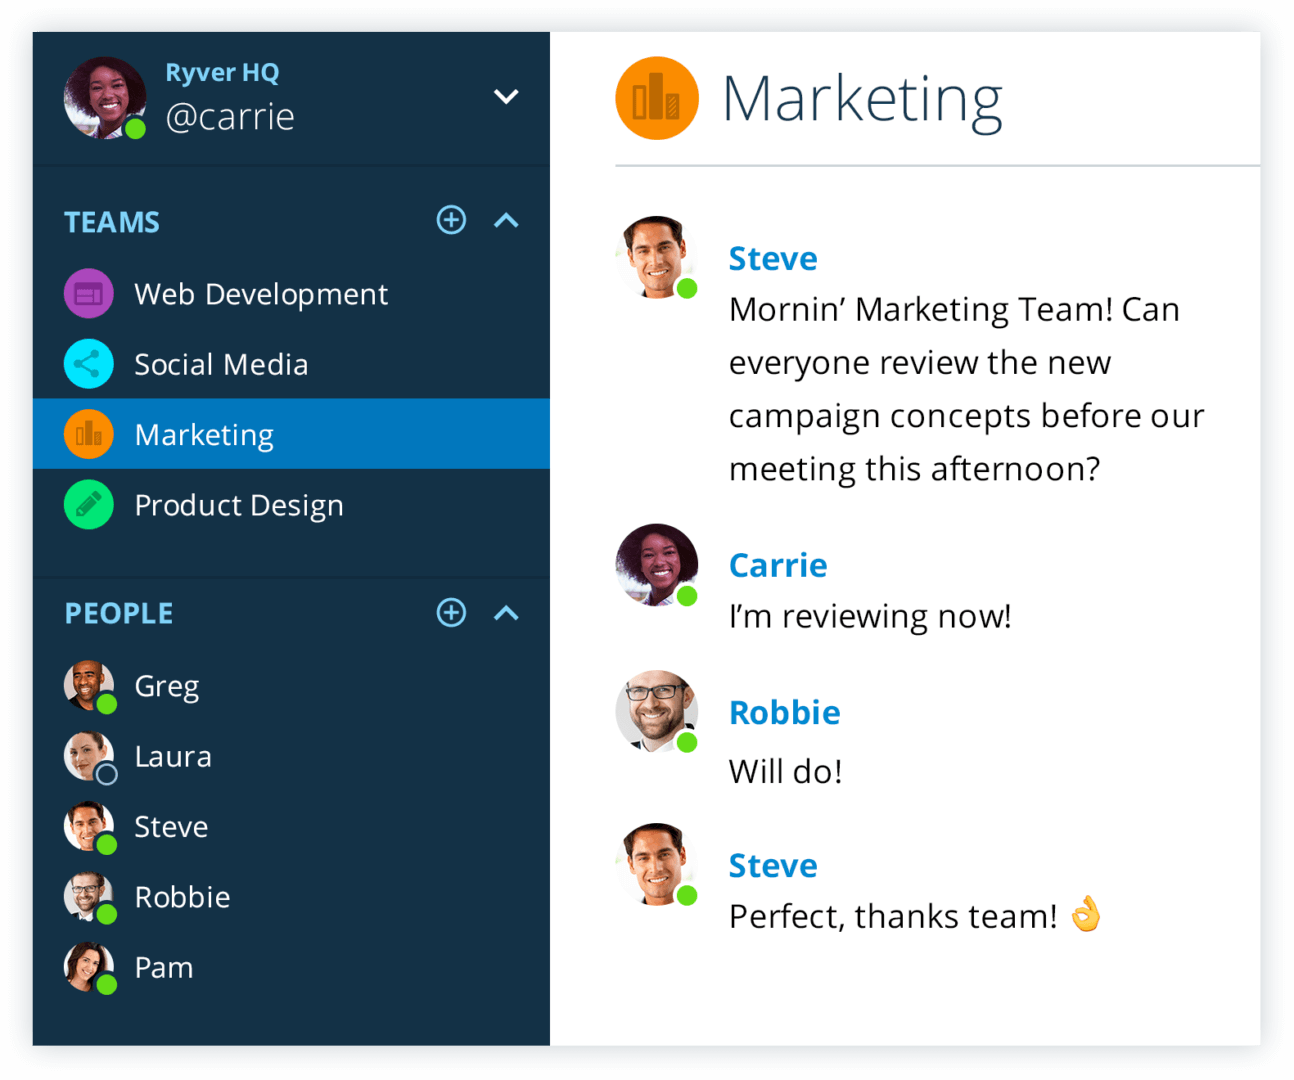 Ryver HQ
@carrie
TEAMS
Web Development
Social Media
Marketing
Product Design
PEOPLE
Greg
Laura
Steve
Robbie
Pam
Marketing
Steve
Mornin’ Marketing Team! Can
everyone review the new
campaign concepts before our
meeting this afternoon?
Carrie
I’m reviewing now!
Robbie
Will do!
Steve
Perfect, thanks team! 👌